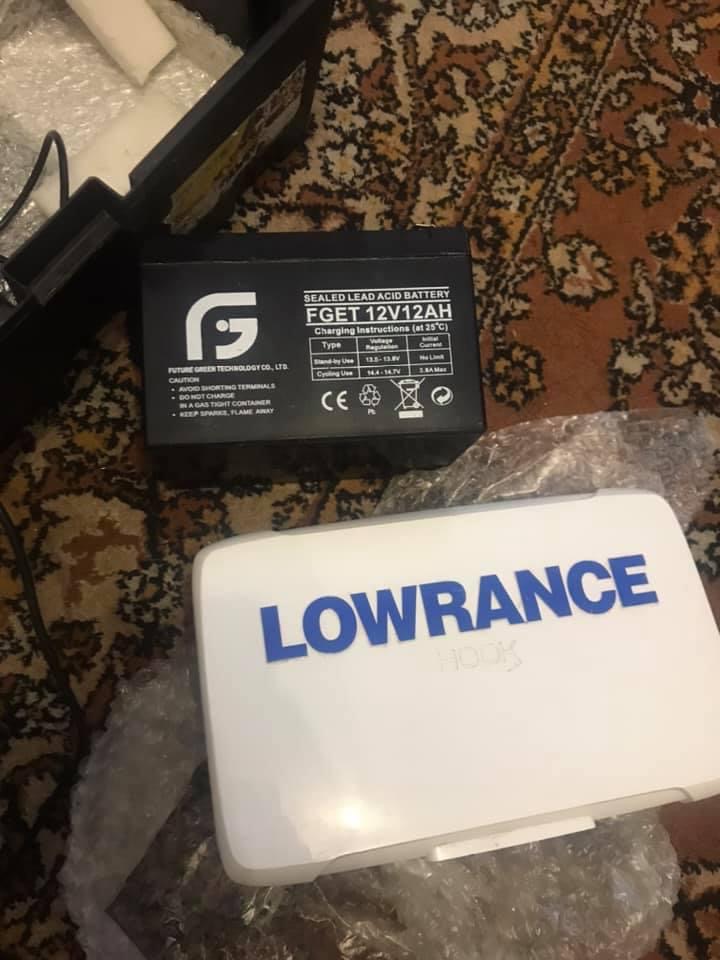 SEALED LEAD ACID BATTERY
FGET 12V12AH
Charging Instructions (at 25°C)
Type Voltage Regulation Initial Current
Stand-by Use 13.5 - 13.8V No Limit
Cycling Use 14.4 - 14.7V 3.6A Max
FUTURE GREEN TECHNOLOGY CO., LTD.
CAUTION
• AVOID SHORTING TERMINALS
• DO NOT CHARGE
IN A GAS TIGHT CONTAINER
• KEEP SPARKS, FLAME AWAY
CE
Pb
LOWRANCE
HOOK